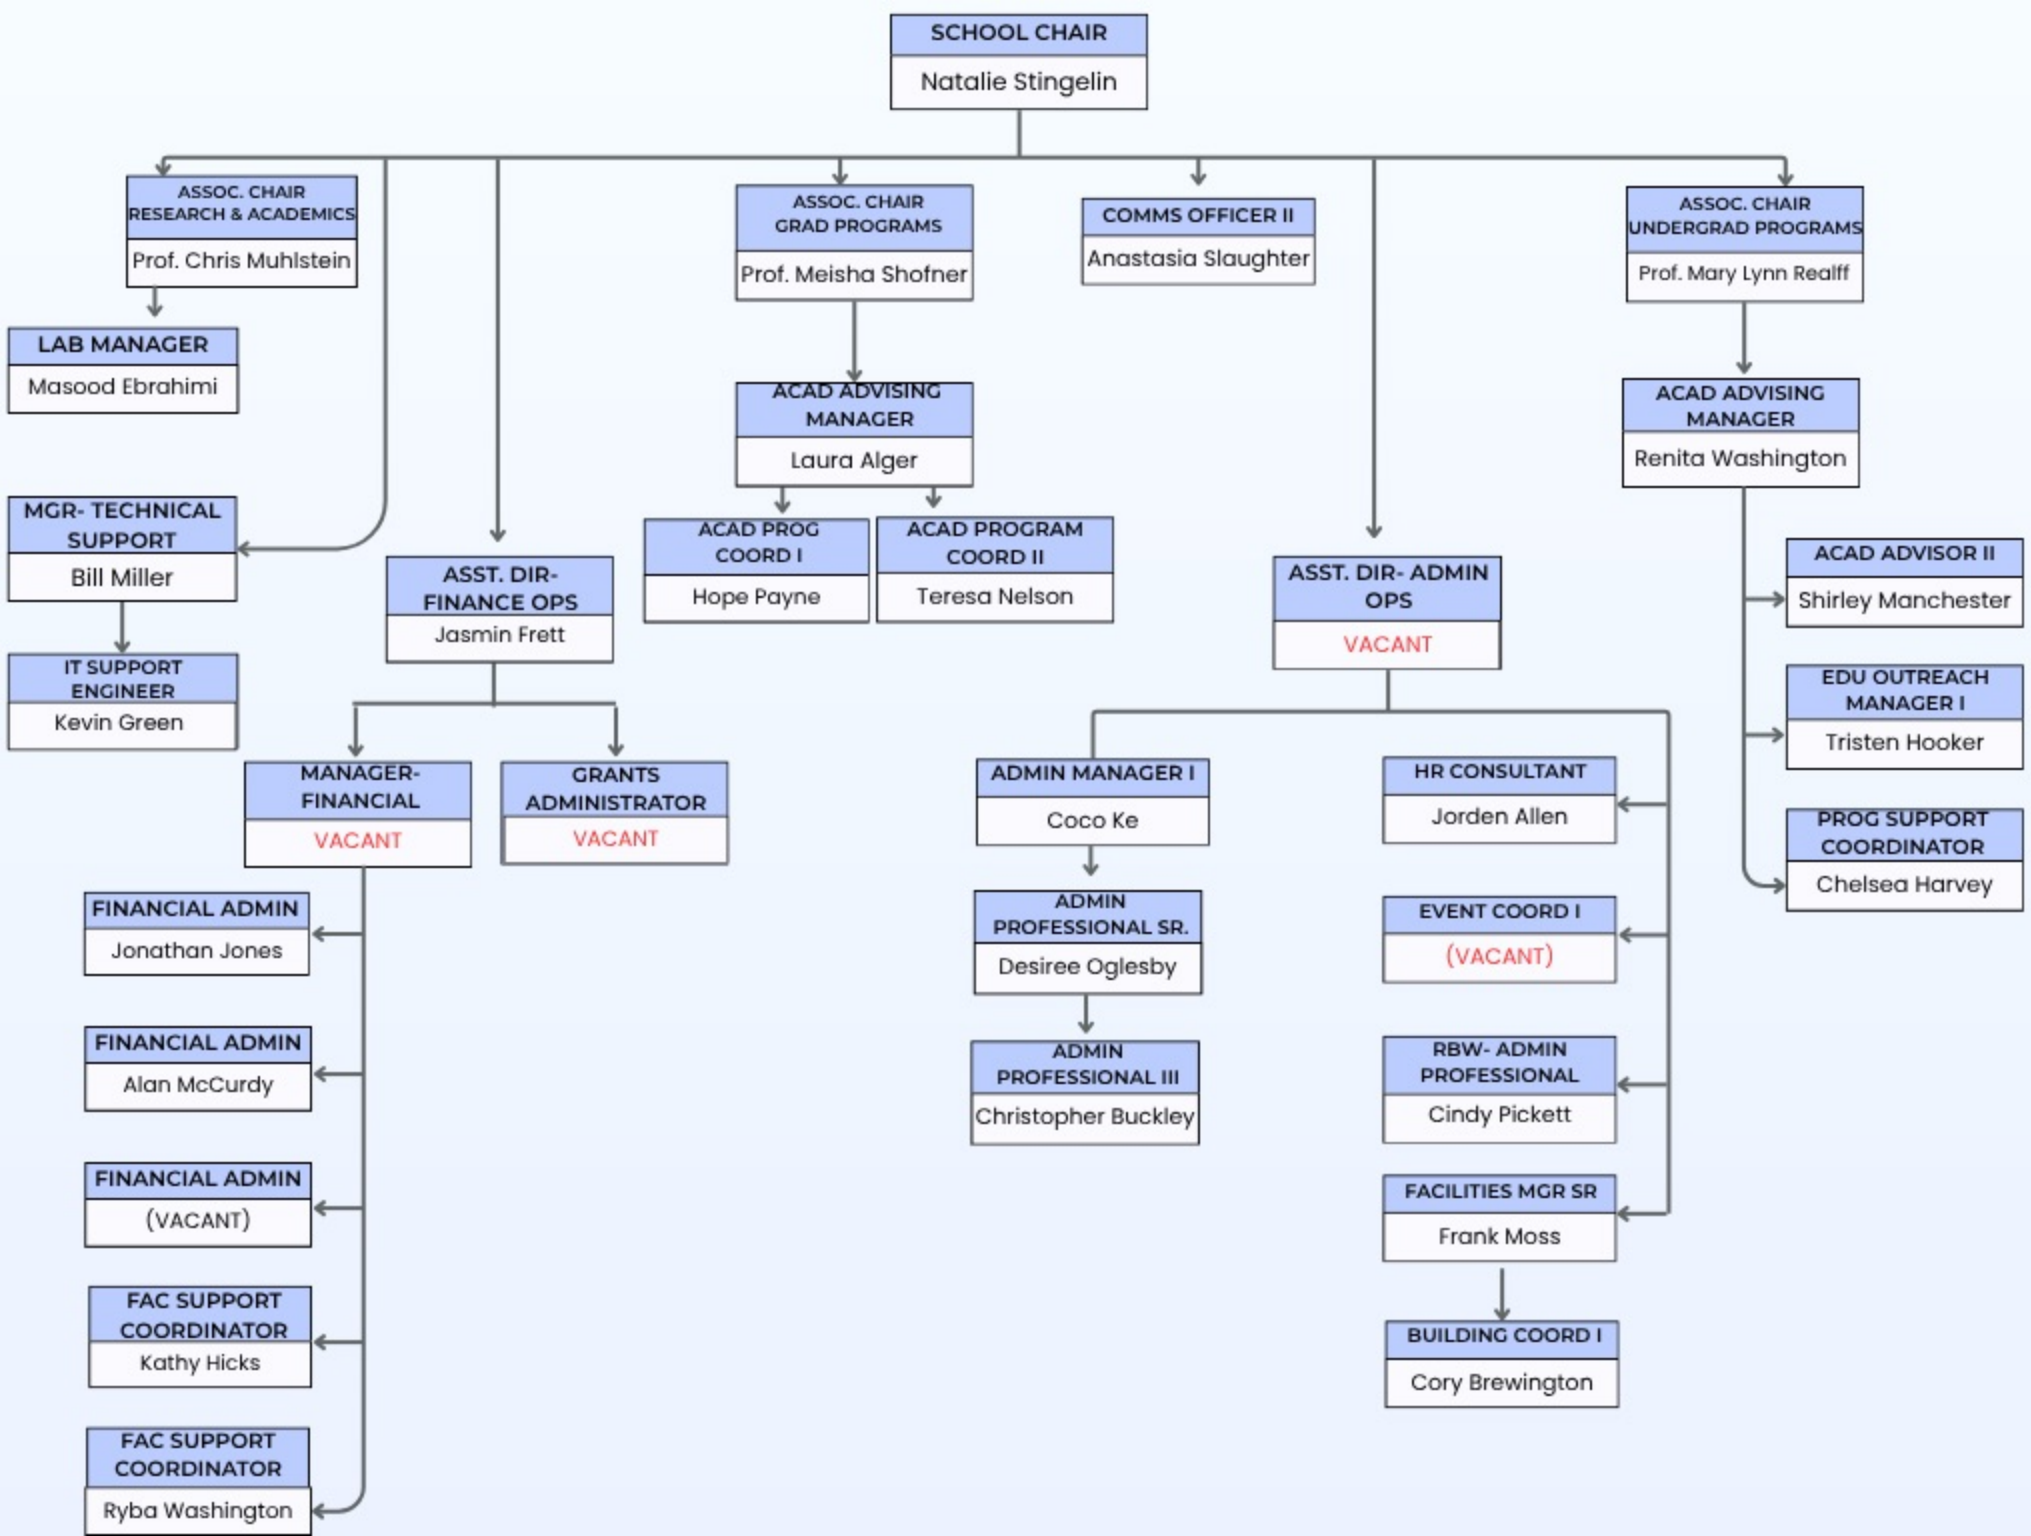 SCHOOL CHAIR
Natalie Stingelin
ASSOC. CHAIR
RESEARCH & ACADEMICS
Prof. Chris Muhlstein
LAB MANAGER
Masood Ebrahimi
MGR- TECHNICAL
SUPPORT
Bill Miller
IT SUPPORT
ENGINEER
Kevin Green
ASST. DIR-
FINANCE OPS
Jasmin Frett
MANAGER-
FINANCIAL
VACANT
GRANTS
ADMINISTRATOR
VACANT
FINANCIAL ADMIN
Jonathan Jones
FINANCIAL ADMIN
Alan McCurdy
FINANCIAL ADMIN
(VACANT)
FAC SUPPORT
COORDINATOR
Kathy Hicks
FAC SUPPORT
COORDINATOR
Ryba Washington
ASSOC. CHAIR
GRAD PROGRAMS
Prof. Meisha Shofner
ACAD ADVISING
MANAGER
Laura Alger
ACAD PROG
COORD I
Hope Payne
ACAD PROGRAM
COORD II
Teresa Nelson
COMMS OFFICER II
Anastasia Slaughter
ASST. DIR- ADMIN
OPS
VACANT
ADMIN MANAGER I
Coco Ke
ADMIN
PROFESSIONAL SR.
Desiree Oglesby
ADMIN
PROFESSIONAL III
Christopher Buckley
HR CONSULTANT
Jorden Allen
EVENT COORD I
(VACANT)
RBW- ADMIN
PROFESSIONAL
Cindy Pickett
FACILITIES MGR SR
Frank Moss
BUILDING COORD I
Cory Brewington
ASSOC. CHAIR
UNDERGRAD PROGRAMS
Prof. Mary Lynn Realff
ACAD ADVISING
MANAGER
Renita Washington
ACAD ADVISOR II
Shirley Manchester
EDU OUTREACH
MANAGER I
Tristen Hooker
PROG SUPPORT
COORDINATOR
Chelsea Harvey